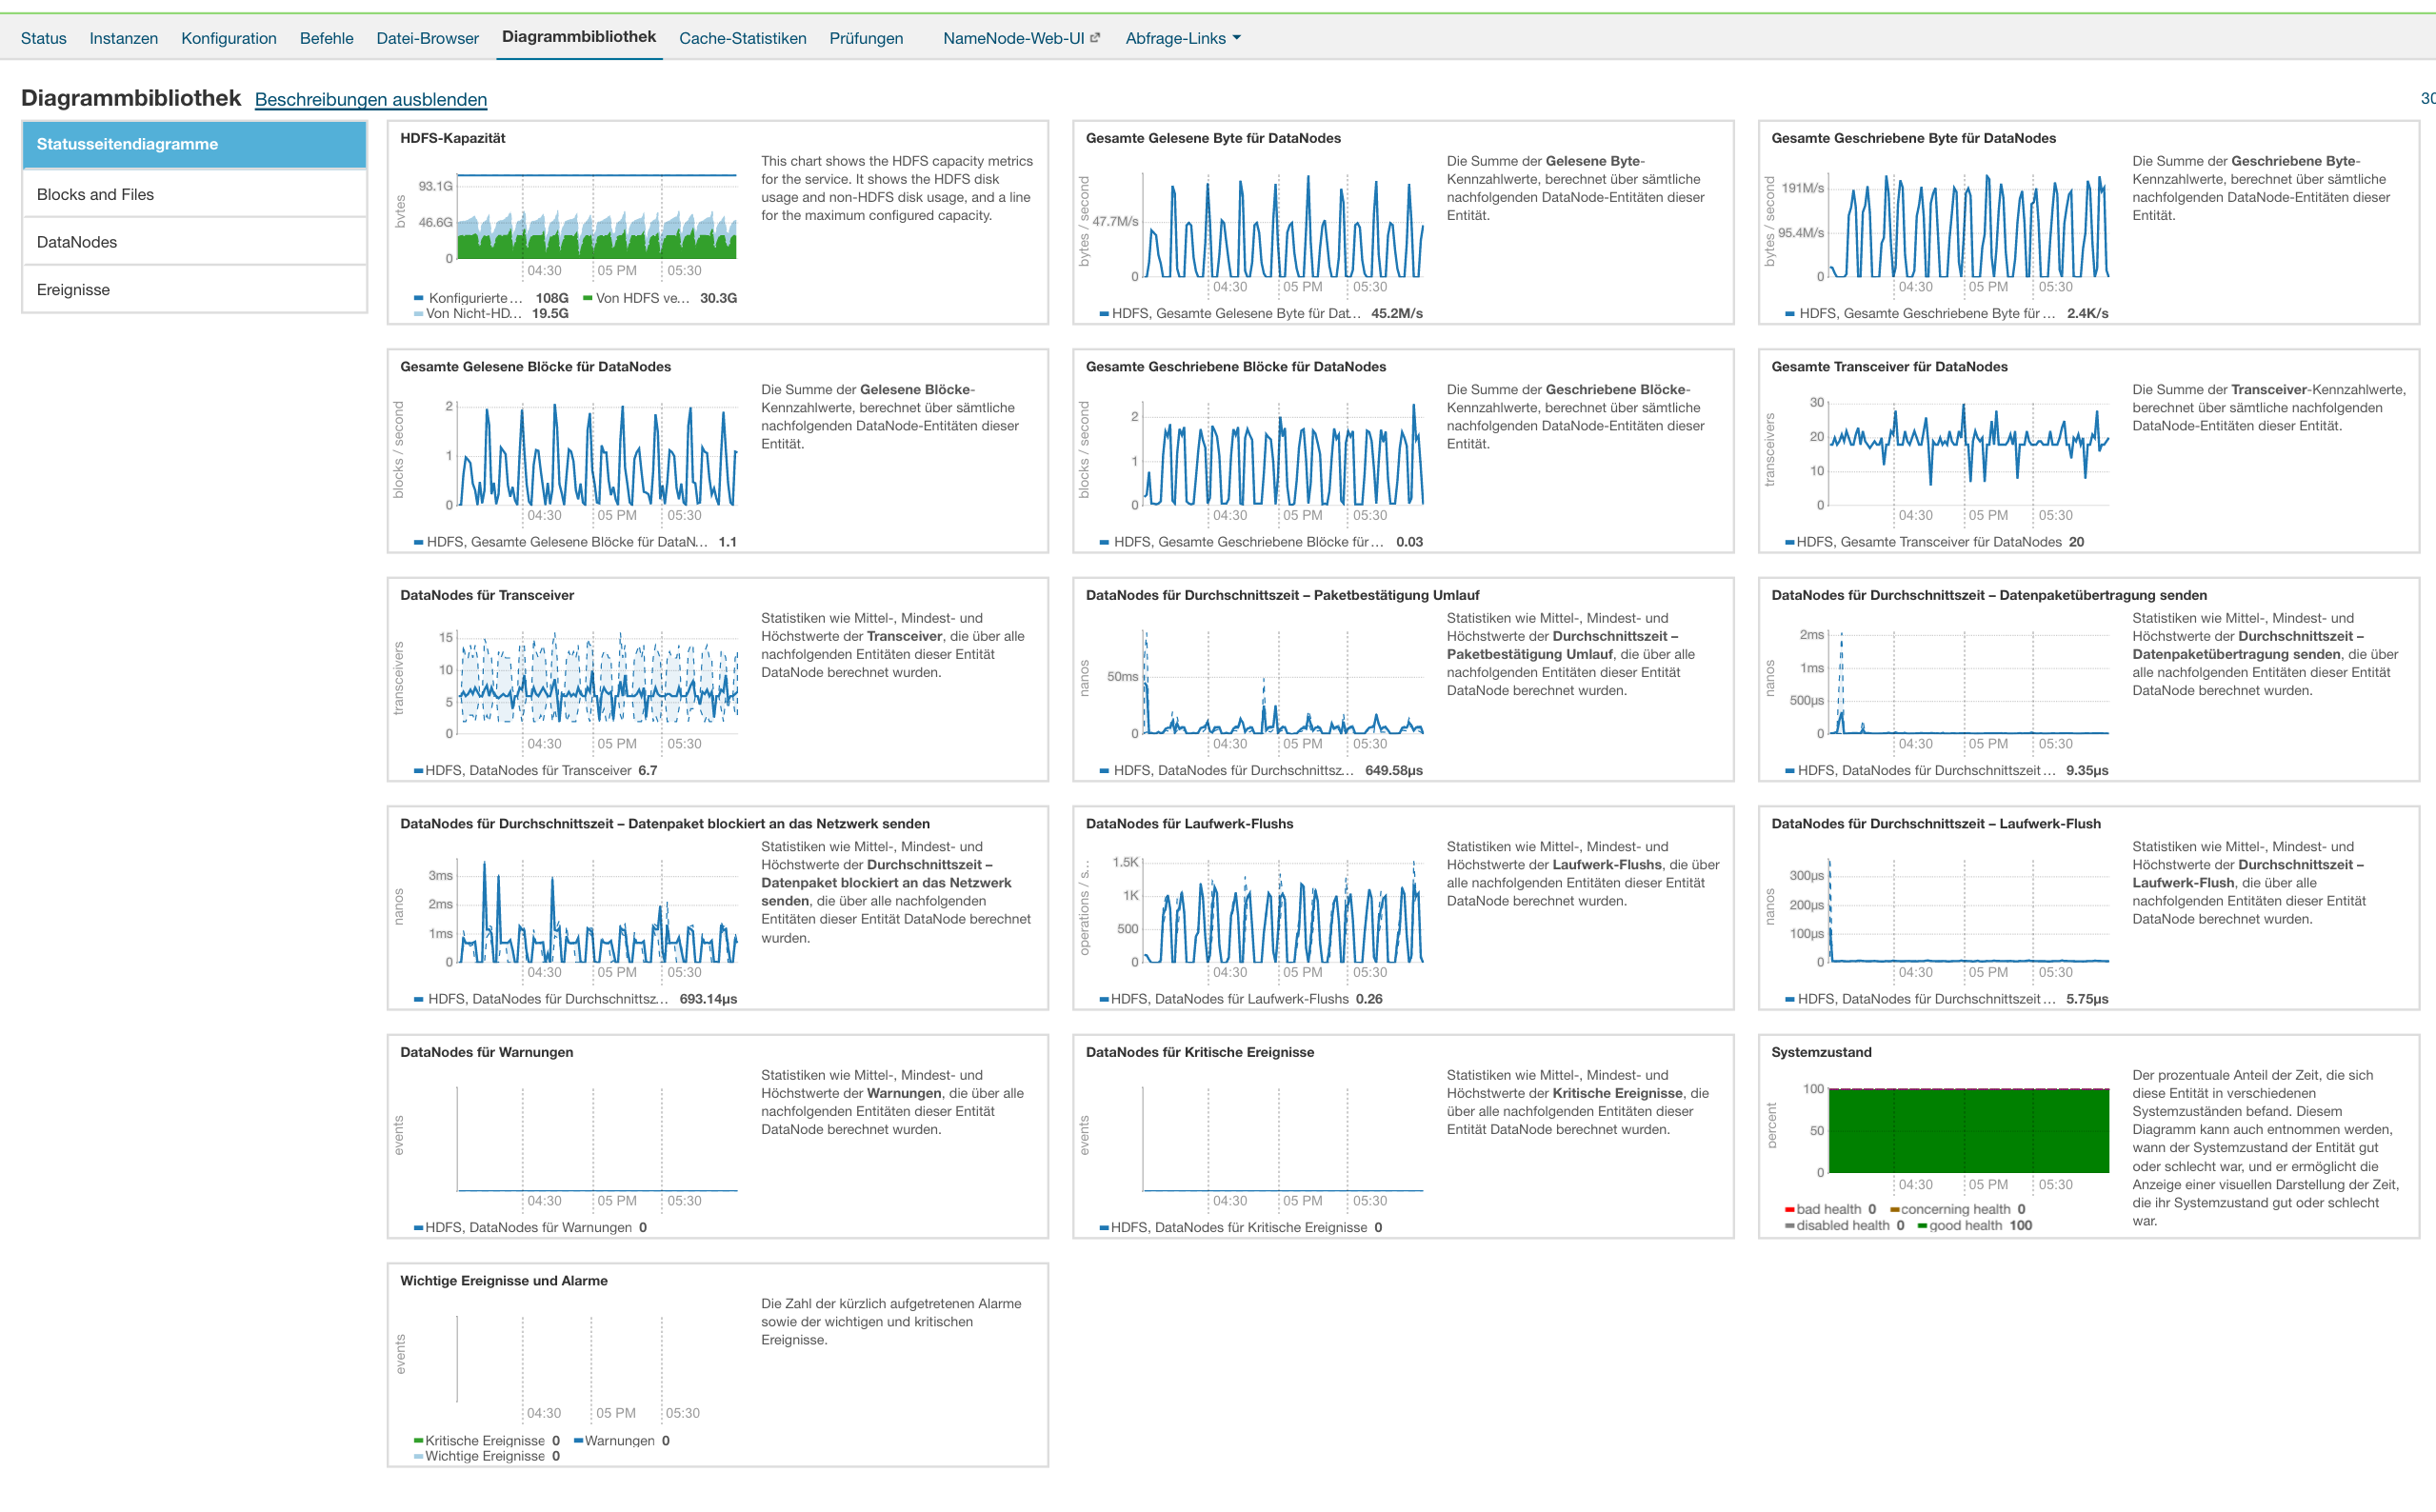 Status Instanzen Konfiguration Befehle Datei-Browser Diagrammbibliothek Cache-Statistiken Prüfungen NameNode-Web-UI Abfrage-Links
Diagrammbibliothek Beschreibungen ausblenden
30
Statusseitendiagramme
Blocks and Files
DataNodes
Ereignisse
HDFS-Kapazität
bytes
93.1G
46.6G
0
04:30 05 PM 05:30
Konfigurierte... 108G Von HDFS ve... 30.3G
Von Nicht-HD... 19.5G
This chart shows the HDFS capacity metrics
for the service. It shows the HDFS disk
usage and non-HDFS disk usage, and a line
for the maximum configured capacity.
Gesamte Gelesene Byte für DataNodes
bytes / second
47.7M/s
0
04:30 05 PM 05:30
HDFS, Gesamte Gelesene Byte für Dat... 45.2M/s
Die Summe der Gelesene Byte-
Kennzahlwerte, berechnet über sämtliche
nachfolgenden DataNode-Entitäten dieser
Entität.
Gesamte Geschriebene Byte für DataNodes
bytes / second
191M/s
95.4M/s
0
04:30 05 PM 05:30
HDFS, Gesamte Geschriebene Byte für ... 2.4K/s
Die Summe der Geschriebene Byte-
Kennzahlwerte, berechnet über sämtliche
nachfolgenden DataNode-Entitäten dieser
Entität.
Gesamte Gelesene Blöcke für DataNodes
blocks / second
2
1
0
04:30 05 PM 05:30
HDFS, Gesamte Gelesene Blöcke für DataN... 1.1
Die Summe der Gelesene Blöcke-
Kennzahlwerte, berechnet über sämtliche
nachfolgenden DataNode-Entitäten dieser
Entität.
Gesamte Geschriebene Blöcke für DataNodes
blocks / second
2
1
0
04:30 05 PM 05:30
HDFS, Gesamte Geschriebene Blöcke für ... 0.03
Die Summe der Geschriebene Blöcke-
Kennzahlwerte, berechnet über sämtliche
nachfolgenden DataNode-Entitäten dieser
Entität.
Gesamte Transceiver für DataNodes
transceivers
30
20
10
0
04:30 05 PM 05:30
HDFS, Gesamte Transceiver für DataNodes 20
Die Summe der Transceiver-Kennzahlwerte,
berechnet über sämtliche nachfolgenden
DataNode-Entitäten dieser Entität.
DataNodes für Transceiver
transceivers
15
10
5
0
04:30 05 PM 05:30
HDFS, DataNodes für Transceiver 6.7
Statistiken wie Mittel-, Mindest- und
Höchstwerte der Transceiver, die über alle
nachfolgenden Entitäten dieser Entität
DataNode berechnet wurden.
DataNodes für Durchschnittszeit – Paketbestätigung Umlauf
nanos
50ms
0
04:30 05 PM 05:30
HDFS, DataNodes für Durchschnittsz... 649.58µs
Statistiken wie Mittel-, Mindest- und
Höchstwerte der Durchschnittszeit –
Paketbestätigung Umlauf, die über alle
nachfolgenden Entitäten dieser Entität
DataNode berechnet wurden.
DataNodes für Durchschnittszeit – Datenpaketübertragung senden
nanos
2ms
1ms
500µs
0
04:30 05 PM 05:30
HDFS, DataNodes für Durchschnittszeit ... 9.35µs
Statistiken wie Mittel-, Mindest- und
Höchstwerte der Durchschnittszeit –
Datenpaketübertragung senden, die über
alle nachfolgenden Entitäten dieser Entität
DataNode berechnet wurden.
DataNodes für Durchschnittszeit – Datenpaket blockiert an das Netzwerk senden
nanos
3ms
2ms
1ms
0
04:30 05 PM 05:30
HDFS, DataNodes für Durchschnittsz... 693.14µs
Statistiken wie Mittel-, Mindest- und
Höchstwerte der Durchschnittszeit –
Datenpaket blockiert an das Netzwerk
senden, die über alle nachfolgenden
Entitäten dieser Entität DataNode berechnet
wurden.
DataNodes für Laufwerk-Flushs
operations / s...
1.5K
1K
500
0
04:30 05 PM 05:30
HDFS, DataNodes für Laufwerk-Flushs 0.26
Statistiken wie Mittel-, Mindest- und
Höchstwerte der Laufwerk-Flushs, die über
alle nachfolgenden Entitäten dieser Entität
DataNode berechnet wurden.
DataNodes für Durchschnittszeit – Laufwerk-Flush
nanos
300µs
200µs
100µs
0
04:30 05 PM 05:30
HDFS, DataNodes für Durchschnittszeit ... 5.75µs
Statistiken wie Mittel-, Mindest- und
Höchstwerte der Durchschnittszeit –
Laufwerk-Flush, die über alle
nachfolgenden Entitäten dieser Entität
DataNode berechnet wurden.
DataNodes für Warnungen
events
04:30 05 PM 05:30
HDFS, DataNodes für Warnungen 0
Statistiken wie Mittel-, Mindest- und
Höchstwerte der Warnungen, die über alle
nachfolgenden Entitäten dieser Entität
DataNode berechnet wurden.
DataNodes für Kritische Ereignisse
events
04:30 05 PM 05:30
HDFS, DataNodes für Kritische Ereignisse 0
Statistiken wie Mittel-, Mindest- und
Höchstwerte der Kritische Ereignisse, die
über alle nachfolgenden Entitäten dieser
Entität DataNode berechnet wurden.
Systemzustand
percent
100
50
0
04:30 05 PM 05:30
bad health 0 concerning health 0
disabled health 0 good health 100
Der prozentuale Anteil der Zeit, die sich
diese Entität in verschiedenen
Systemzuständen befand. Diesem
Diagramm kann auch entnommen werden,
wann der Systemzustand der Entität gut
oder schlecht war, und er ermöglicht die
Anzeige einer visuellen Darstellung der Zeit,
die ihr Systemzustand gut oder schlecht
war.
Wichtige Ereignisse und Alarme
events
04:30 05 PM 05:30
Kritische Ereignisse 0 Warnungen 0
Wichtige Ereignisse 0
Die Zahl der kürzlich aufgetretenen Alarme
sowie der wichtigen und kritischen
Ereignisse.